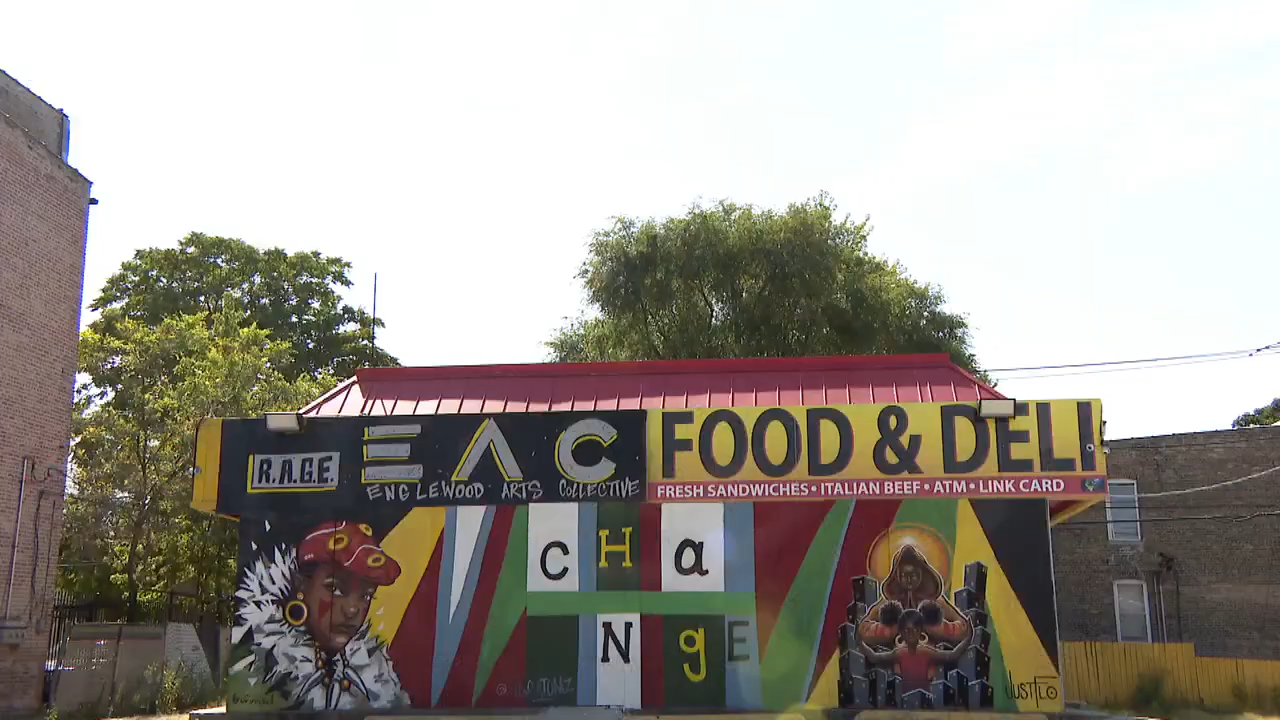 R.A.G.E.
EAC
ENGLEWOOD ARTS COLLECTIVE
FOOD & DELI
FRESH SANDWICHES • ITALIAN BEEF • ATM • LINK CARD
cHa
NgE
JUSTFLO